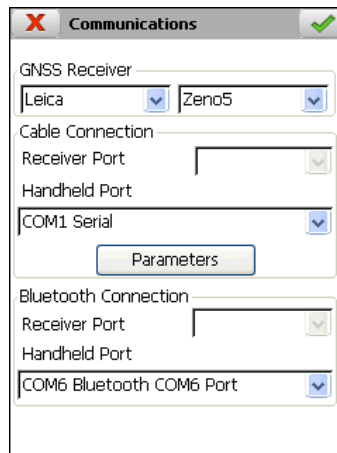 Communications
GNSS Receiver
Leica Zeno5
Cable Connection
Receiver Port
Handheld Port
COM1 Serial
Parameters
Bluetooth Connection
Receiver Port
Handheld Port
COM6 Bluetooth COM6 Port